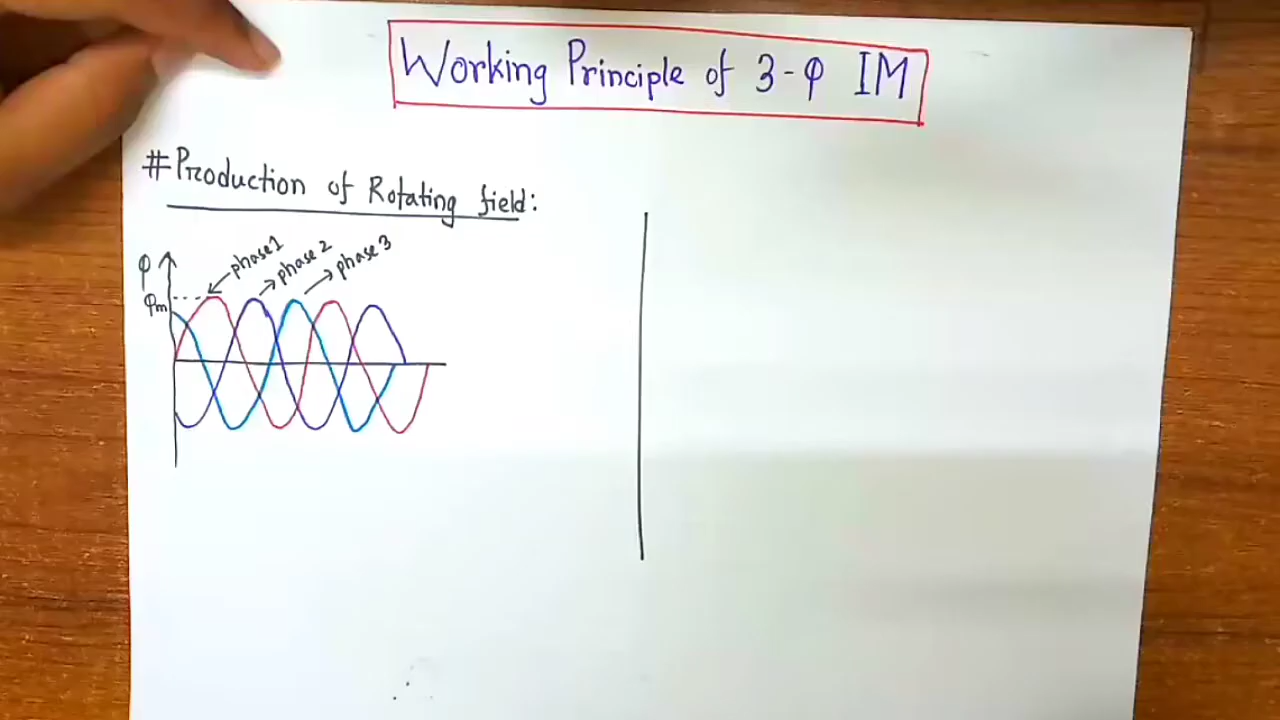 Working Principle of 3-φ IM
#Production of Rotating field:
phase1
phase 2
phase 3
φ
φm